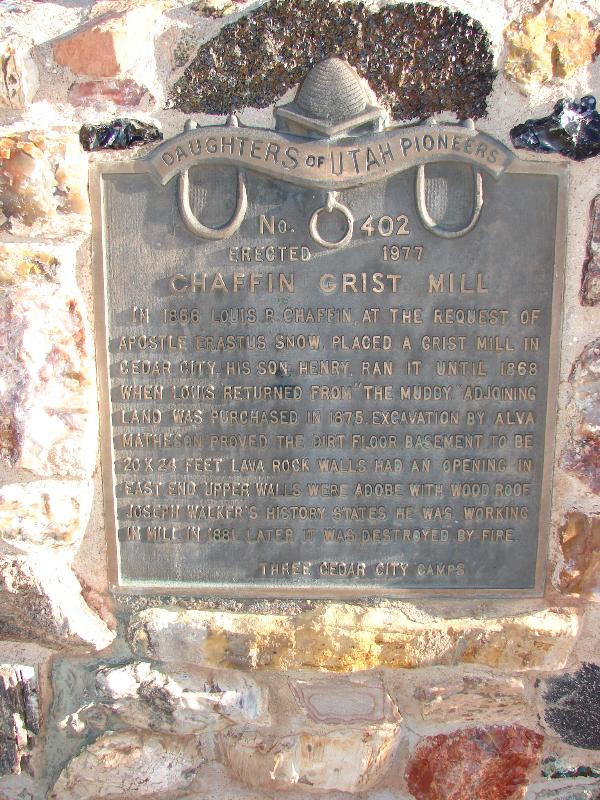 DAUGHTERS OF UTAH PIONEERS
No. 402
ERECTED 1977
CHAFFIN GRIST MILL
IN 1866 LOUIS R. CHAFFIN, AT THE REQUEST OF
APOSTLE ERASTUS SNOW, PLACED A GRIST MILL IN
CEDAR CITY. HIS SON, HENRY, RAN IT UNTIL 1868
WHEN LOUIS RETURNED FROM "THE MUDDY" ADJOINING
LAND WAS PURCHASED IN 1875. EXCAVATION BY ALVA
MATHESON PROVED THE DIRT FLOOR BASEMENT TO BE
20 X 24 FEET. LAVA ROCK WALLS HAD AN OPENING IN
EAST END. UPPER WALLS WERE ADOBE WITH WOOD ROOF.
JOSEPH WALKER'S HISTORY STATES HE WAS WORKING
IN MILL IN 1881. LATER IT WAS DESTROYED BY FIRE.
THREE CEDAR CITY CAMPS